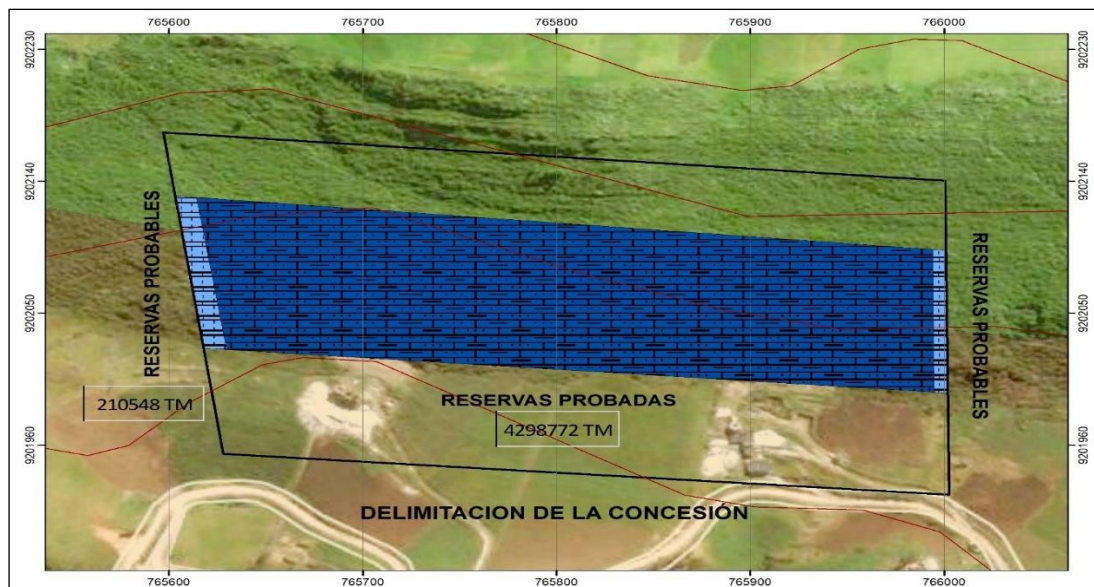 765600 765700 765800 765900 766000
9202230 9202230
9202140 9202140
RESERVAS PROBABLES
RESERVAS PROBABLES
9202050 9202050
RESERVAS PROBADAS
210548 TM
4298772 TM
9201960 9201960
DELIMITACION DE LA CONCESIÓN
765600 765700 765800 765900 766000